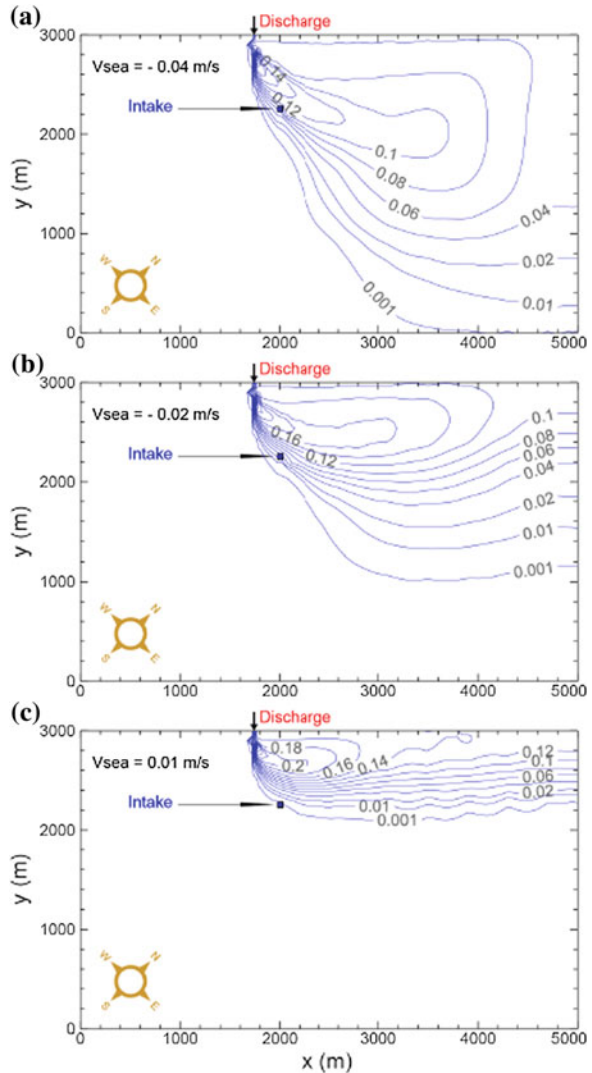 (a)
Discharge
3000
2000
1000
0
y (m)
Vsea = - 0.04 m/s
Intake
0.14
0.12
0.1
0.08
0.06
0.04
0.02
0.01
0.001
W N
S E
0 1000 2000 3000 4000 5000
(b)
Discharge
3000
2000
1000
0
y (m)
Vsea = - 0.02 m/s
Intake
0.16
0.12
0.1
0.08
0.06
0.04
0.02
0.01
0.001
W N
S E
0 1000 2000 3000 4000 5000
(c)
Discharge
3000
2000
1000
0
y (m)
Vsea = 0.01 m/s
Intake
0.18
0.2
0.16
0.14
0.12
0.1
0.06
0.02
0.01
0.001
W N
S E
0 1000 2000 3000 4000 5000
x (m)